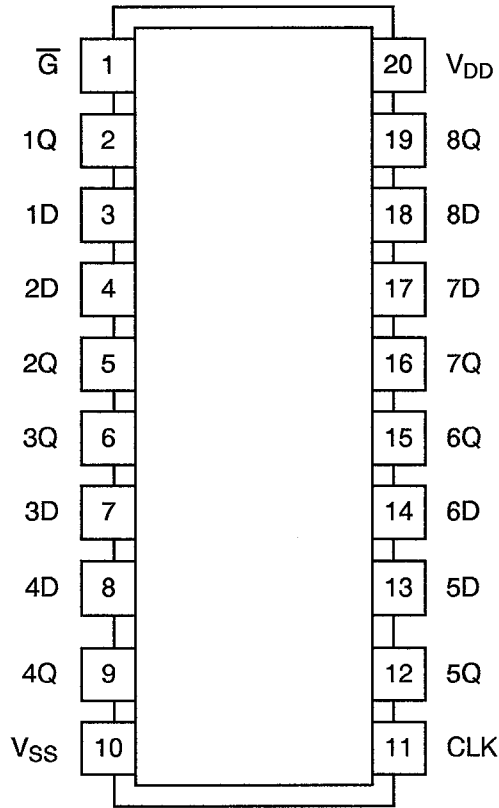 G̅ 1 20 VDD
1Q 2 19 8Q
1D 3 18 8D
2D 4 17 7D
2Q 5 16 7Q
3Q 6 15 6Q
3D 7 14 6D
4D 8 13 5D
4Q 9 12 5Q
VSS 10 11 CLK